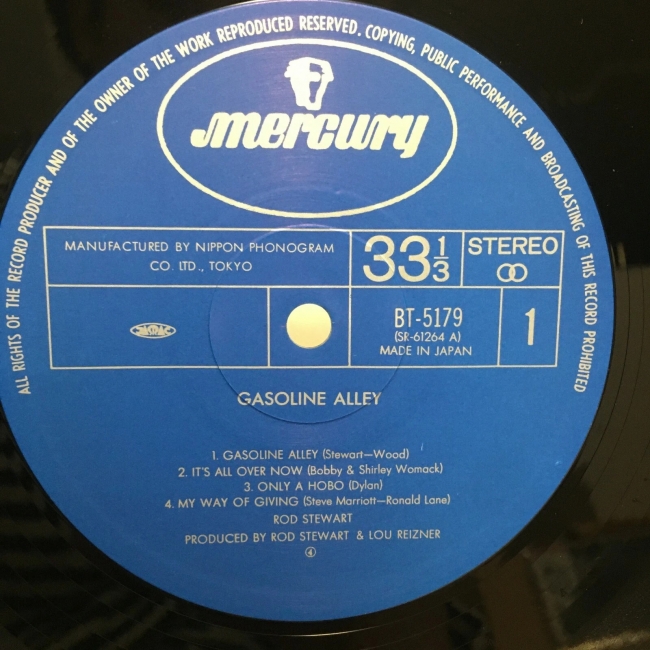 ALL RIGHTS OF THE RECORD PRODUCER AND OF THE OWNER OF THE WORK REPRODUCED RESERVED. COPYING, PUBLIC PERFORMANCE AND BROADCASTING OF THIS RECORD PROHIBITED
mercury
MANUFACTURED BY NIPPON PHONOGRAM
CO. LTD., TOKYO
33 1/3
STEREO
JASRAC
BT-5179
(SR-61264 A)
MADE IN JAPAN
1
GASOLINE ALLEY
1. GASOLINE ALLEY (Stewart—Wood)
2. IT'S ALL OVER NOW (Bobby & Shirley Womack)
3. ONLY A HOBO (Dylan)
4. MY WAY OF GIVING (Steve Marriott—Ronald Lane)
ROD STEWART
PRODUCED BY ROD STEWART & LOU REIZNER
④